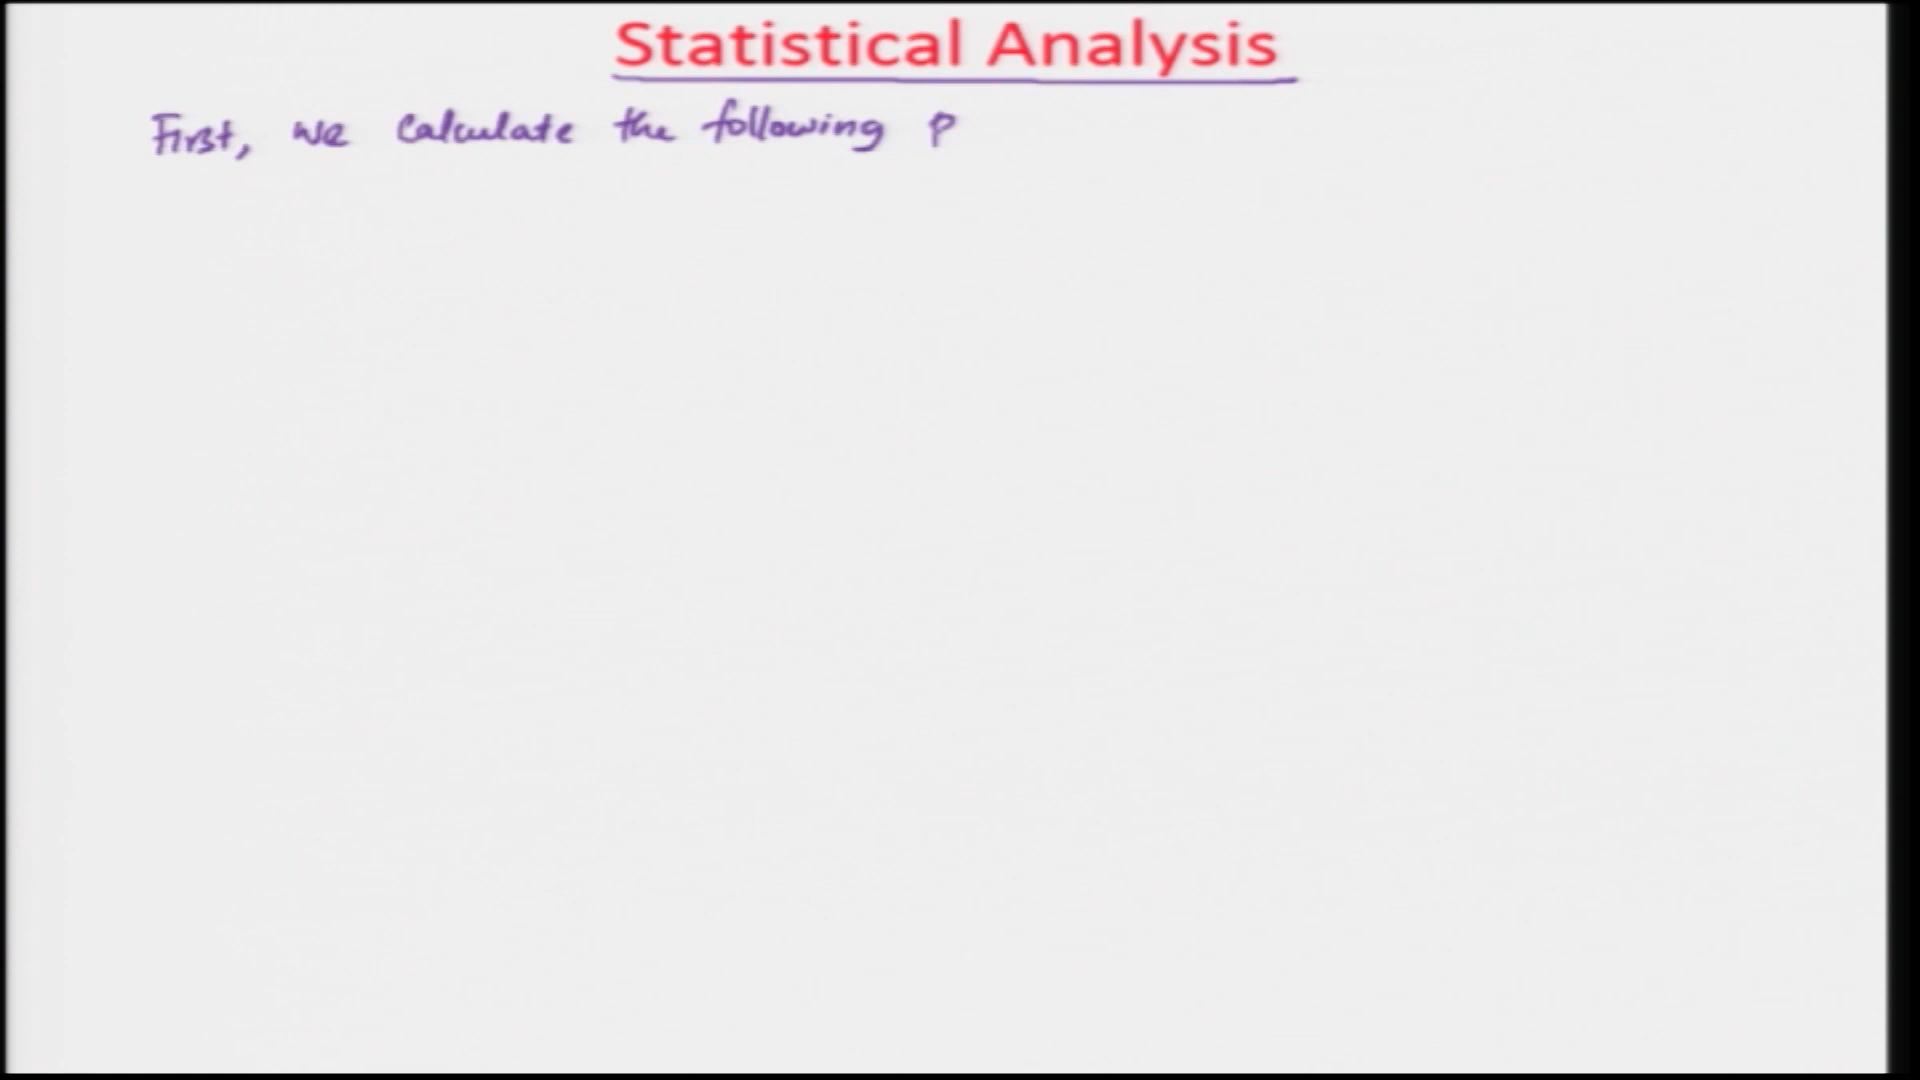 Statistical Analysis
First, we calculate the following P